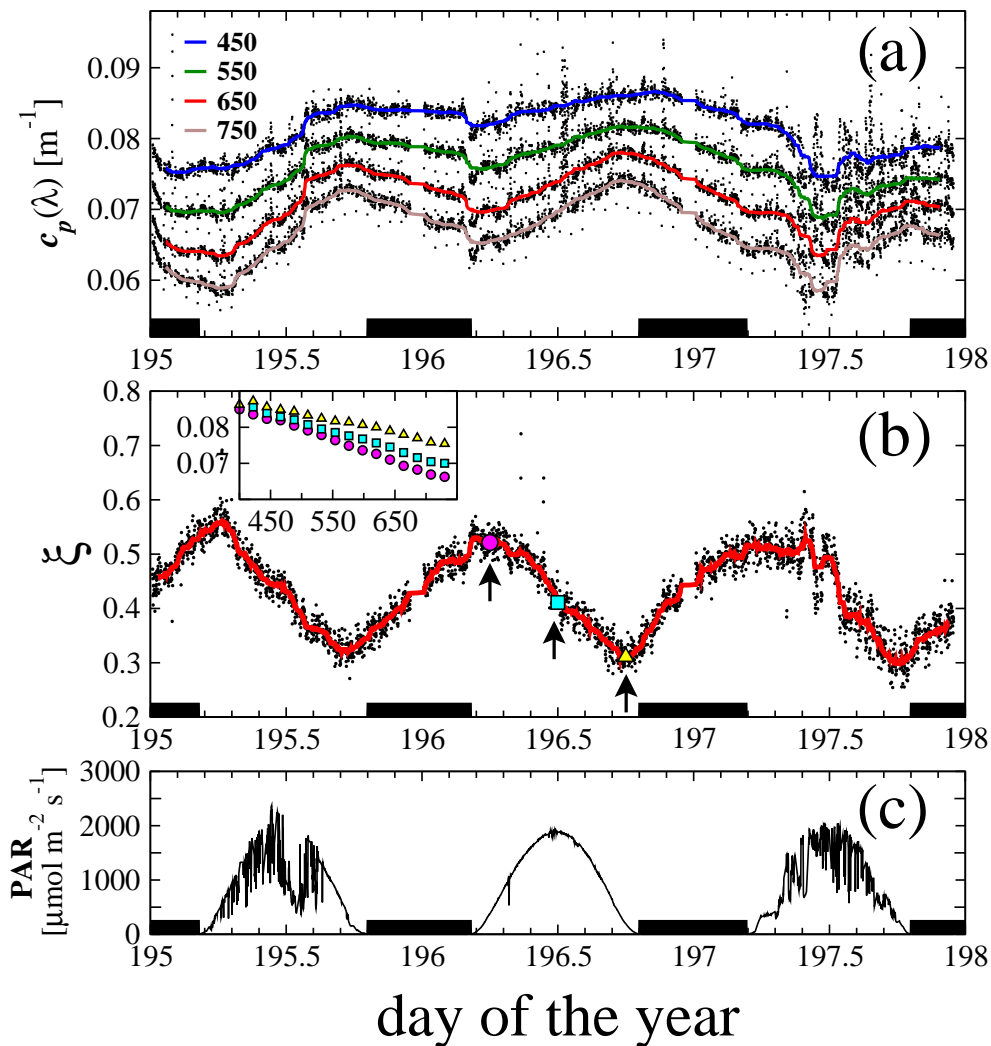 (a)
450
550
650
750
0.09
0.08
0.07
0.06
c_p(λ) [m⁻¹]
195 195.5 196 196.5 197 197.5 198
(b)
0.8
0.7
0.6
0.5
0.4
0.3
0.2
ξ
0.08
0.07
450 550 650
195 195.5 196 196.5 197 197.5 198
(c)
3000
2000
1000
0
PAR
[µmol m⁻² s⁻¹]
195 195.5 196 196.5 197 197.5 198
day of the year